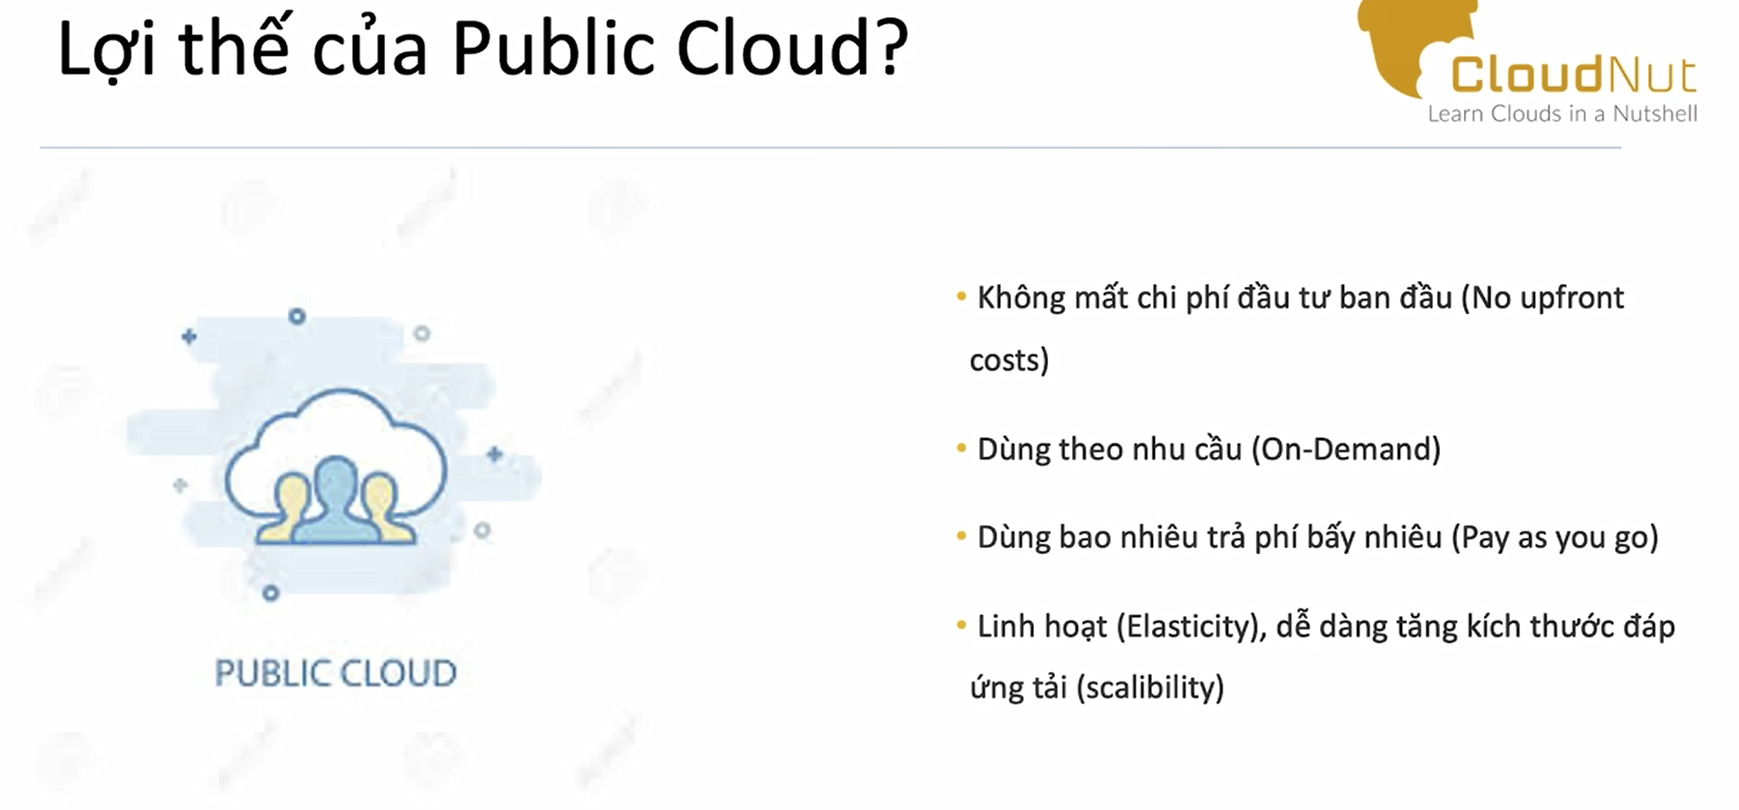 Lợi thế của Public Cloud?
CloudNut
Learn Clouds in a Nutshell
PUBLIC CLOUD
• Không mất chi phí đầu tư ban đầu (No upfront
costs)
• Dùng theo nhu cầu (On-Demand)
• Dùng bao nhiêu trả phí bấy nhiêu (Pay as you go)
• Linh hoạt (Elasticity), dễ dàng tăng kích thước đáp
ứng tải (scalibility)